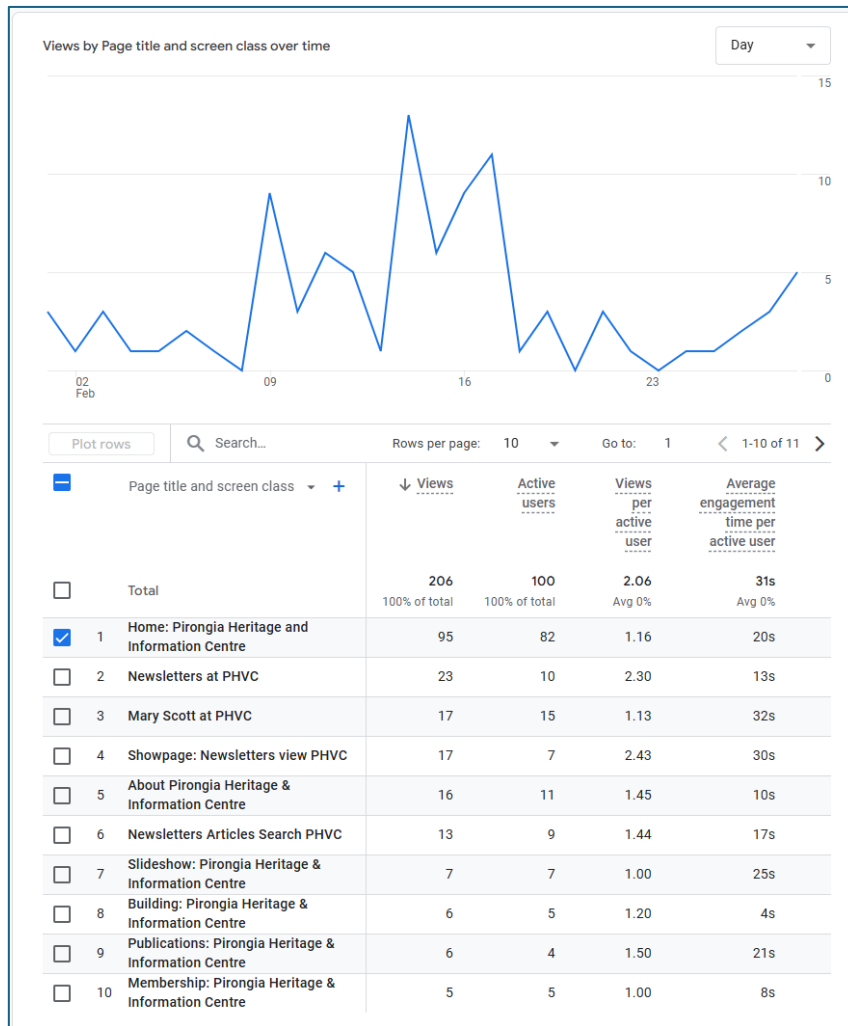 Views by Page title and screen class over time
Day
15
10
5
0
02
Feb
09
16
23
Plot rows
Search…
Rows per page:
10
Go to:
1
1-10 of 11
Page title and screen class
+
Views
Active
users
Views
per
active
user
Average
engagement
time per
active user
Total
206
100
2.06
31s
100% of total
100% of total
Avg 0%
Avg 0%
1
Home: Pirongia Heritage and
Information Centre
95
82
1.16
20s
2
Newsletters at PHVC
23
10
2.30
13s
3
Mary Scott at PHVC
17
15
1.13
32s
4
Showpage: Newsletters view PHVC
17
7
2.43
30s
5
About Pirongia Heritage &
Information Centre
16
11
1.45
10s
6
Newsletters Articles Search PHVC
13
9
1.44
17s
7
Slideshow: Pirongia Heritage &
Information Centre
7
7
1.00
25s
8
Building: Pirongia Heritage &
Information Centre
6
5
1.20
4s
9
Publications: Pirongia Heritage &
Information Centre
6
4
1.50
21s
10
Membership: Pirongia Heritage &
Information Centre
5
5
1.00
8s